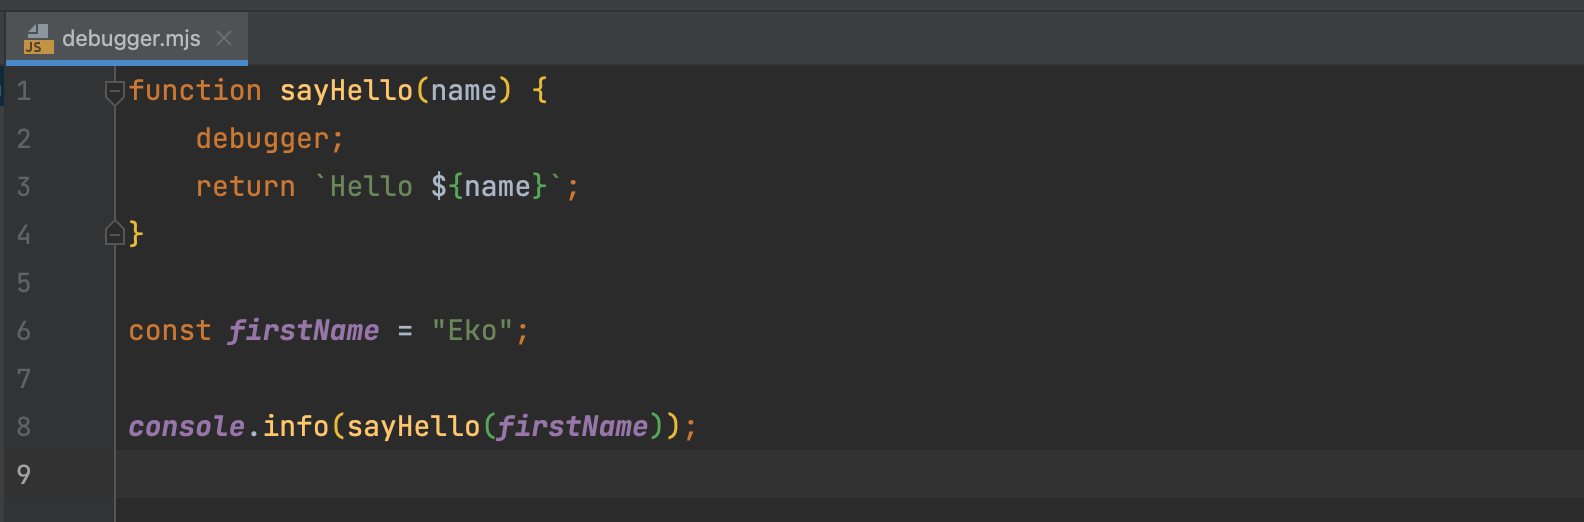 JS debugger.mjs
1 function sayHello(name) {
2     debugger;
3     return `Hello ${name}`;
4 }
5
6 const firstName = "Eko";
7
8 console.info(sayHello(firstName));
9